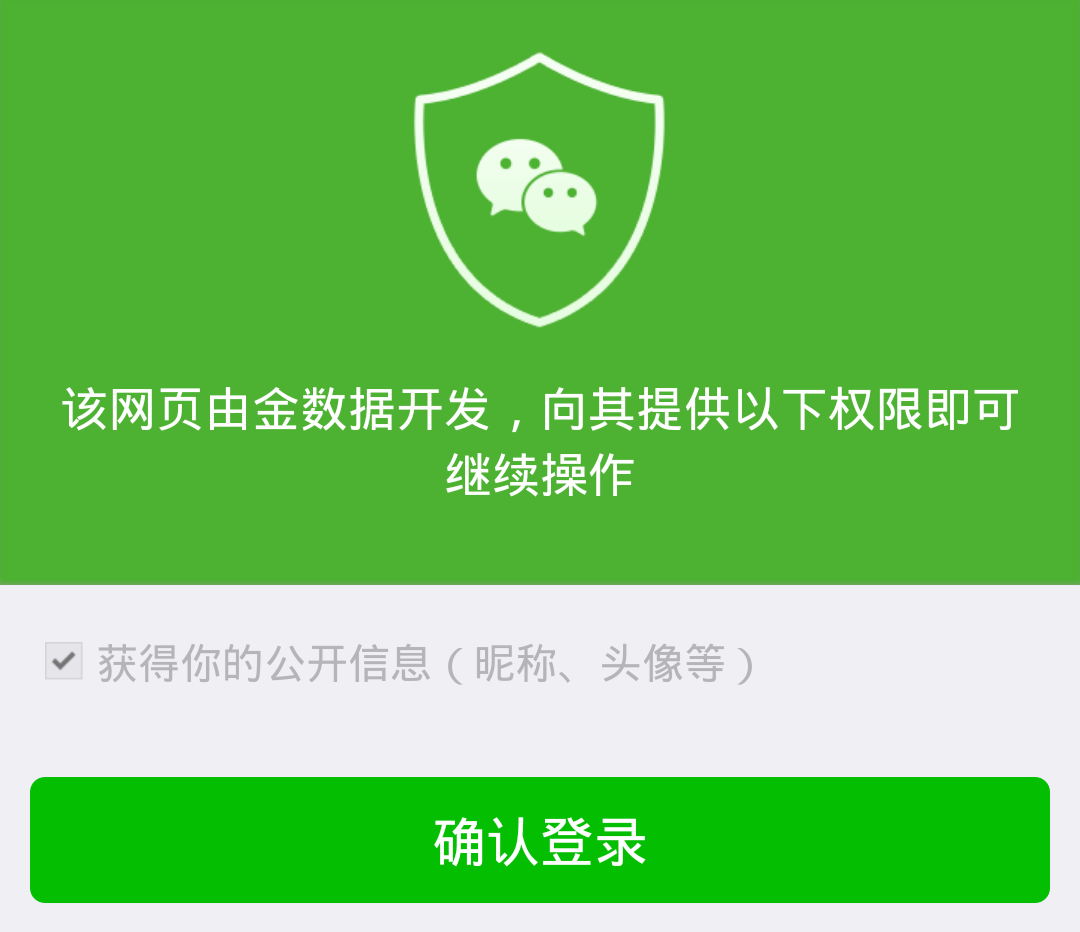 该网页由金数据开发，向其提供以下权限即可
继续操作
获得你的公开信息（昵称、头像等）
确认登录